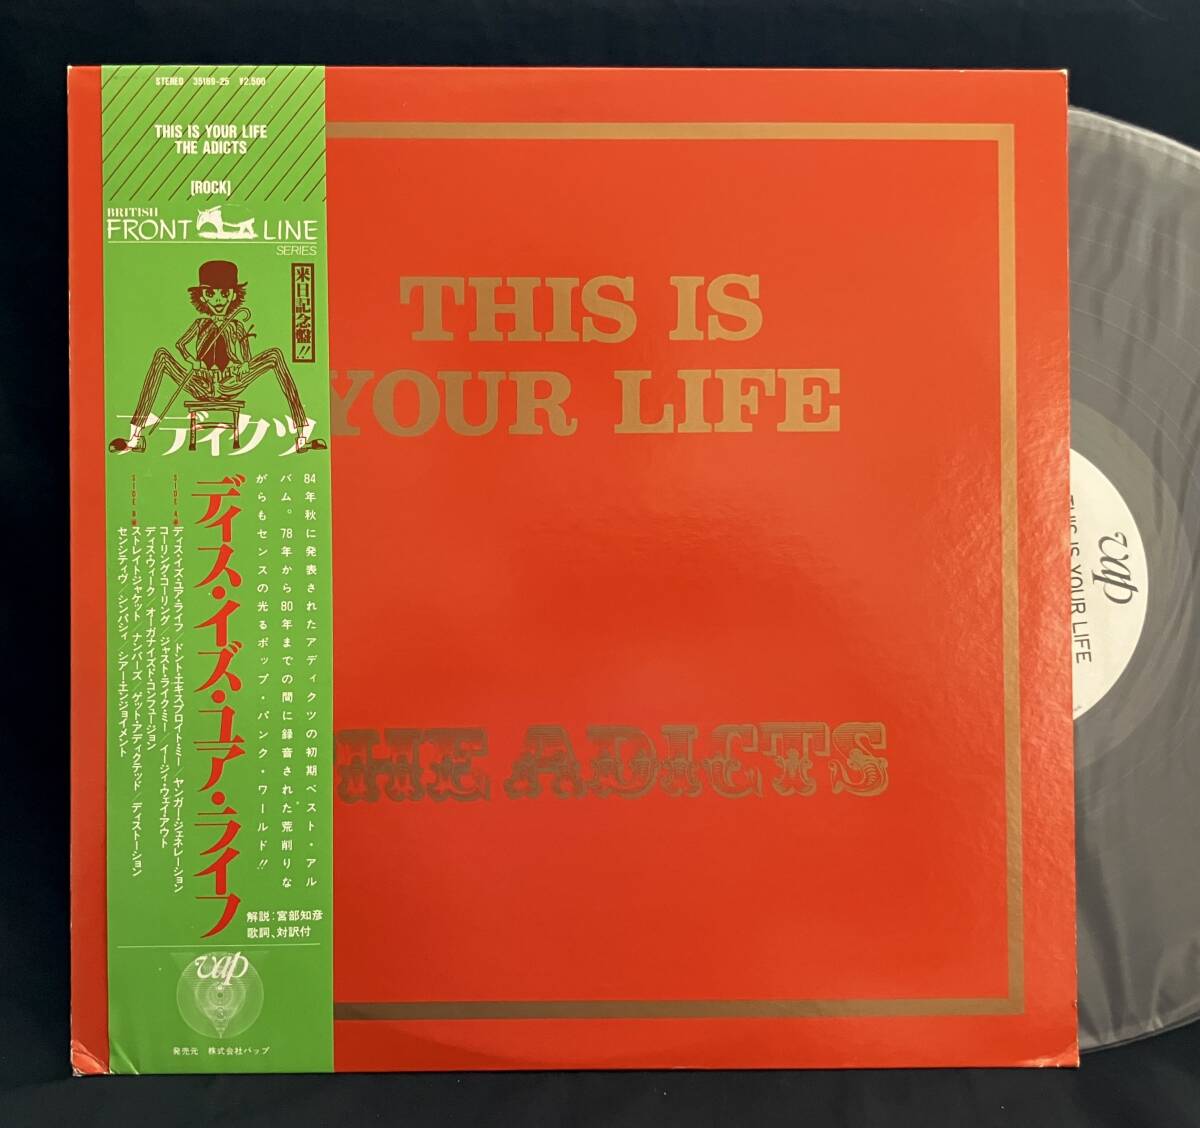 STEREO 35189-25 ¥2,500
THIS IS YOUR LIFE
THE ADICTS
[ROCK]
BRITISH
FRONT LINE
SERIES
来日記念盤!!
アディクツ
84年秋に発表されたアディクツの初期ベスト・アル
バム。78年から80年までの間に録音された荒削りな
がらもセンスの光るポップ・パンク・ワールド!!
ディス・イズ・ユア・ライフ
SIDE A
ディス・イズ・ユア・ライフ/ドント・エキスプロイト・ミー/ヤンガー・ジェネレーション
コーリング・コーリング/ジャスト・ライク・ミー/イージィ・ウェイ・アウト
ディス・ウィーク/オーガナイズド・コンフュージョン
SIDE B
ストレイトジャケット/ナンバーズ/ゲット・アディクテッド/ディストーション
センシティヴ/シンパシィ/シアー・エンジョイメント
解説:宮部知彦
歌詞、対訳付
vap
発売元 株式会社バップ
THIS IS
YOUR LIFE
THE ADICTS
vap
THIS IS YOUR LIFE